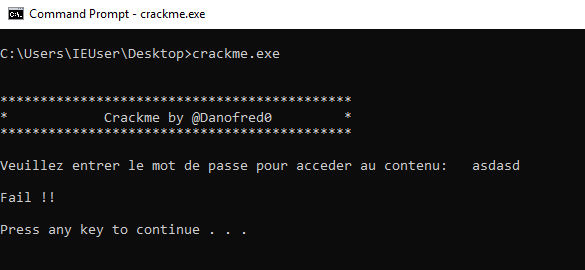 Command Prompt - crackme.exe
C:\Users\IEUser\Desktop>crackme.exe
********************************************
* Crackme by @Danofred0 *
********************************************
Veuillez entrer le mot de passe pour acceder au contenu: asdasd
Fail !!
Press any key to continue . . .